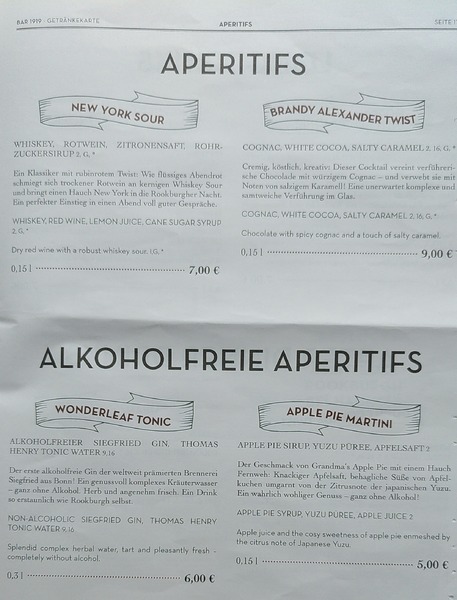 BAR 1919 - GETRÄNKEKARTE
APERITIFS
SEITE 1
APERITIFS
NEW YORK SOUR
WHISKEY, ROTWEIN, ZITRONENSAFT, ROHR-
ZUCKERSIRUP 2, G, *
Ein Klassiker mit rubinrotem Twist: Wie flüssiges Abendrot
schmiegt sich trockener Rotwein an kernigen Whiskey Sour
und bringt einen Hauch New York in die Rookburgher Nacht.
Ein perfekter Einstieg in einen Abend voll guter Gespräche.
WHISKEY, RED WINE, LEMON JUICE, CANE SUGAR SYRUP
2, G, *
Dry red wine with a robust whiskey sour. I G, *
0,15 l 7,00 €
BRANDY ALEXANDER TWIST
COGNAC, WHITE COCOA, SALTY CARAMEL 2, 16, G, *
Cremig, köstlich, kreativ: Dieser Cocktail vereint verführeri-
sche Chocolade mit würzigem Cognac – und verwebt sie mit
Noten von salzigem Karamell! Eine unerwartet komplexe und
samtweiche Verführung im Glas.
COGNAC, WHITE COCOA, SALTY CARAMEL 2, 16, G, *
Chocolate with spicy cognac and a touch of salty caramel.
0,15 l 9,00 €
ALKOHOLFREIE APERITIFS
WONDERLEAF TONIC
ALKOHOLFREIER SIEGFRIED GIN, THOMAS
HENRY TONIC WATER 9,16
Der erste alkoholfreie Gin der weltweit prämierten Brennerei
Siegfried aus Bonn! Ein genussvoll komplexes Kräuterwasser
– ganz ohne Alkohol. Herb und angenehm frisch. Ein Drink
so erstaunlich wie Rookburgh selbst.
NON-ALCOHOLIC SIEGFRIED GIN, THOMAS HENRY
TONIC WATER 9,16
Splendid complex herbal water, tart and pleasantly fresh -
completely without alcohol.
0,3 l 6,00 €
APPLE PIE MARTINI
APPLE PIE SIRUP, YUZU PÜREE, APFELSAFT 2
Der Geschmack von Grandma's Apple Pie mit einem Hauch
Fernweh: Knackiger Apfelsaft, behagliche Süße von Apfel-
kuchen umgarnt von der Zitrusnote der japanischen Yuzu.
Ein wahrlich wohliger Genuss – ganz ohne Alkohol!
APPLE PIE SYRUP, YUZU PUREE, APPLE JUICE 2
Apple juice and the cosy sweetness of apple pie enmeshed by
the citrus note of Japanese Yuzu.
0,15 l 5,00 €